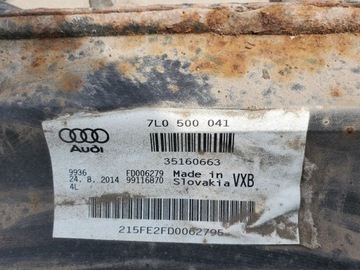 7L0 500 041
Audi
35160663
9936 FD006279 Made in
24. 8. 2014 99116870 Slovakia VXB
4L
215FE2FD0062795